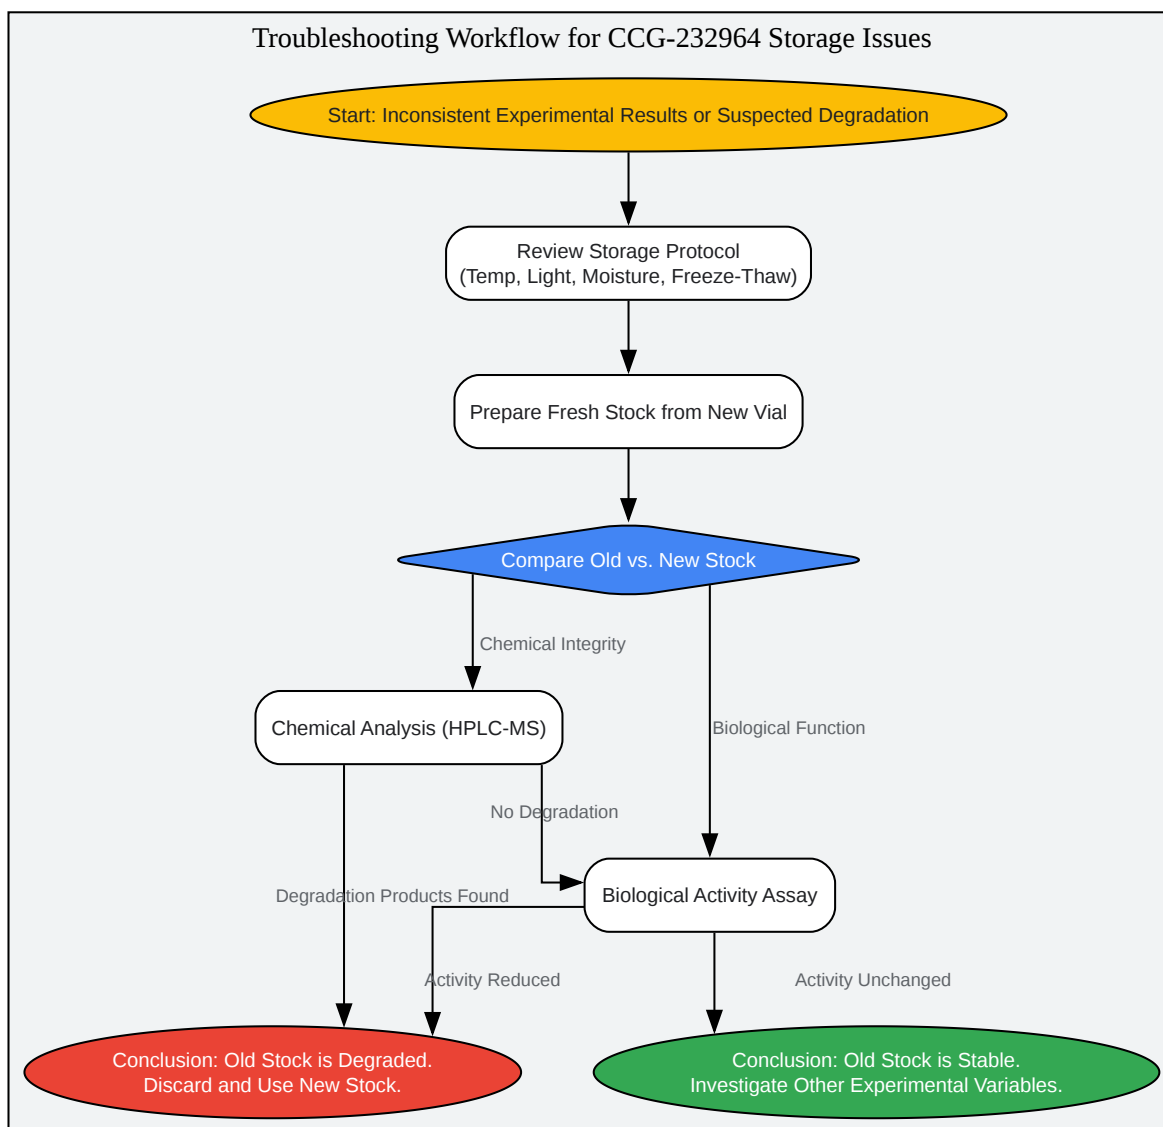 Troubleshooting Workflow for CCG-232964 Storage Issues
Start: Inconsistent Experimental Results or Suspected Degradation
Review Storage Protocol
(Temp, Light, Moisture, Freeze-Thaw)
Prepare Fresh Stock from New Vial
Compare Old vs. New Stock
Chemical Integrity
Chemical Analysis (HPLC-MS)
Biological Function
No Degradation
Degradation Products Found
Biological Activity Assay
Activity Reduced
Activity Unchanged
Conclusion: Old Stock is Degraded.
Discard and Use New Stock.
Conclusion: Old Stock is Stable.
Investigate Other Experimental Variables.